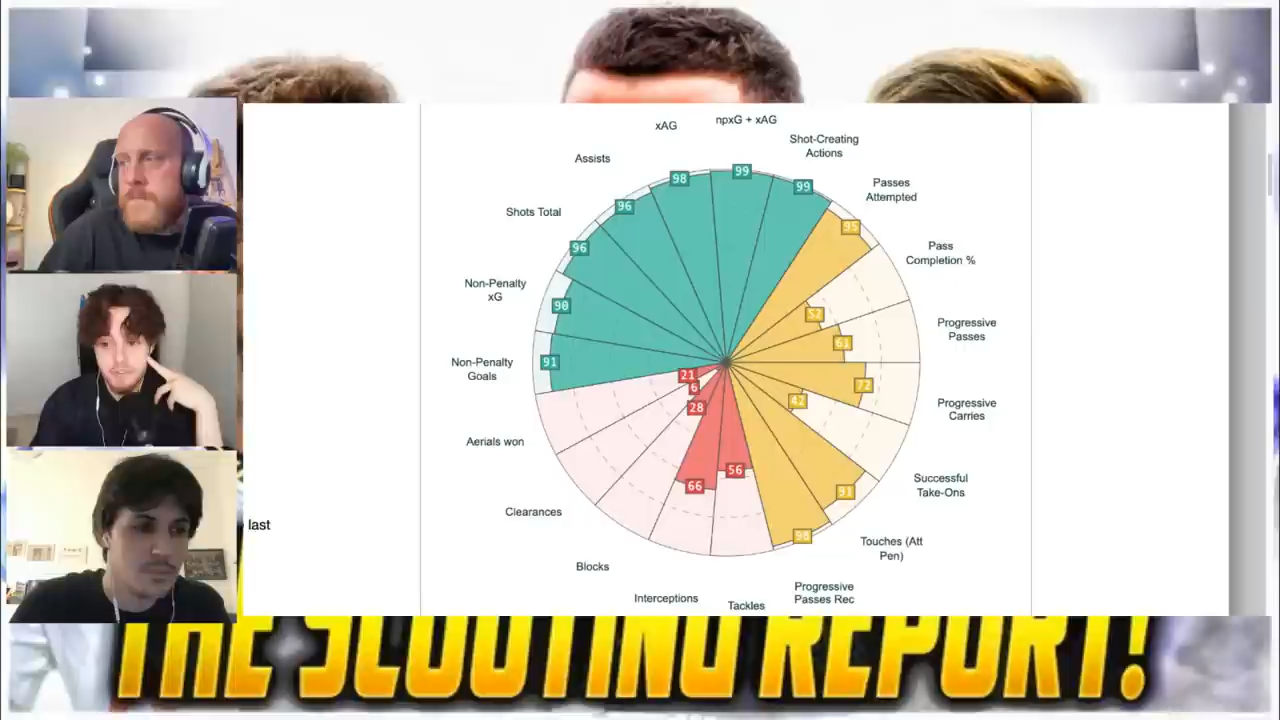 xAG
npxG + xAG
Shot-Creating
Actions
Assists
Passes
Attempted
Shots Total
Pass
Completion %
Non-Penalty
xG
Progressive
Passes
Non-Penalty
Goals
Progressive
Carries
Aerials won
Successful
Take-Ons
Clearances
Touches (Att
Pen)
Blocks
Progressive
Passes Rec
Interceptions
Tackles
91
90
96
96
98
99
99
95
52
61
72
42
91
98
56
66
28
6
21
last
THE SCOUTING REPORT!